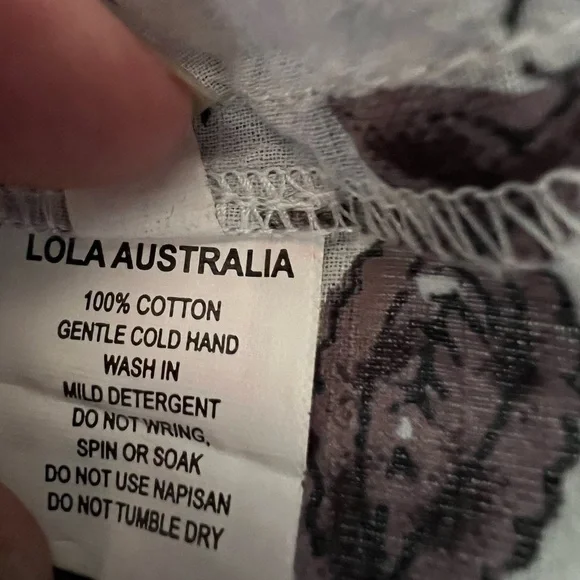 LOLA AUSTRALIA
100% COTTON
GENTLE COLD HAND
WASH IN
MILD DETERGENT
DO NOT WRING,
SPIN OR SOAK
DO NOT USE NAPISAN
DO NOT TUMBLE DRY